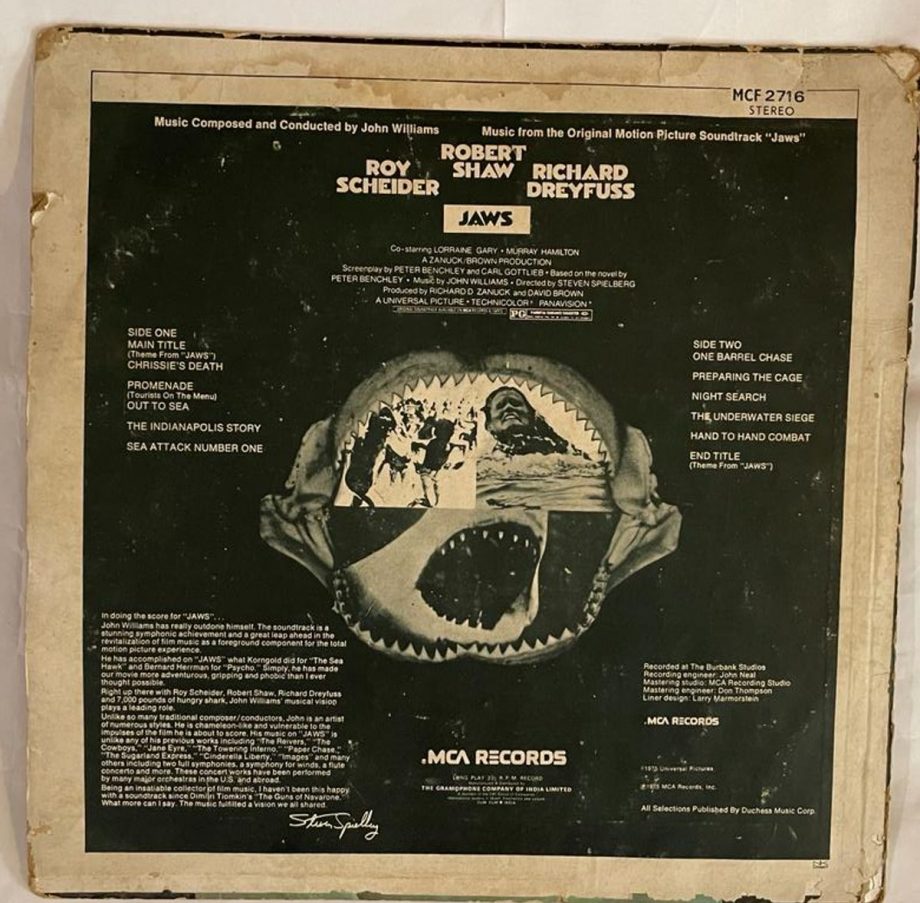 MCF 2716
STEREO
Music Composed and Conducted by John Williams
Music from the Original Motion Picture Soundtrack "Jaws"
ROY
SCHEIDER
ROBERT
SHAW
RICHARD
DREYFUSS
JAWS
Co-starring LORRAINE GARY • MURRAY HAMILTON
A ZANUCK/BROWN PRODUCTION
Screenplay by PETER BENCHLEY and CARL GOTTLIEB • Based on the novel by
PETER BENCHLEY • Music by JOHN WILLIAMS • Directed by STEVEN SPIELBERG
Produced by RICHARD D. ZANUCK and DAVID BROWN
A UNIVERSAL PICTURE • TECHNICOLOR® PANAVISION®
PG
SIDE ONE
MAIN TITLE
(Theme From "JAWS")
CHRISSIE'S DEATH
PROMENADE
(Tourists On The Menu)
OUT TO SEA
THE INDIANAPOLIS STORY
SEA ATTACK NUMBER ONE
SIDE TWO
ONE BARREL CHASE
PREPARING THE CAGE
NIGHT SEARCH
THE UNDERWATER SIEGE
HAND TO HAND COMBAT
END TITLE
(Theme From "JAWS")
In doing the score for "JAWS"...
John Williams has really outdone himself. The soundtrack is a
stunning symphonic achievement and a great leap ahead in the
revitalization of film music as a foreground component for the total
motion picture experience.
He has accomplished on "JAWS" what Korngold did for "The Sea
Hawk" and Bernard Herrman for "Psycho." Simply, he has made
our movie more adventurous, gripping and phobic than I ever
thought possible.
Right up there with Roy Scheider, Robert Shaw, Richard Dreyfuss
and 7,000 pounds of hungry shark, John Williams' musical vision
plays a leading role.
Unlike so many traditional composer/conductors, John is an artist
of numerous styles. He is chameleon-like and vulnerable to the
impulses of the film he is about to score. His music on "JAWS" is
unlike any of his previous works including "The Reivers," "The
Cowboys," "Jane Eyre," "The Towering Inferno," "Paper Chase,"
"The Sugarland Express," "Cinderella Liberty," "Images" and many
others including two full symphonies, a symphony for winds, a flute
concerto and more. These concert works have been performed
by many major orchestras in the U.S. and abroad.
Being an insatiable collector of film music, I haven't been this happy
with a soundtrack since Dimitri Tiomkin's "The Guns of Navarone."
What more can I say. The music fulfilled a vision we all shared.
Steven Spielberg
.MCA RECORDS
LONG PLAY 33⅓ R.P.M. RECORD
THE GRAMOPHONE COMPANY OF INDIA LIMITED
Recorded at The Burbank Studios
Recording engineer: John Neal
Mastering studio: MCA Recording Studio
Mastering engineer: Don Thompson
Liner design: Larry Marmorstein
.MCA RECORDS
©1975 Universal Pictures
℗1975 MCA Records, Inc.
All Selections Published By Duchess Music Corp.